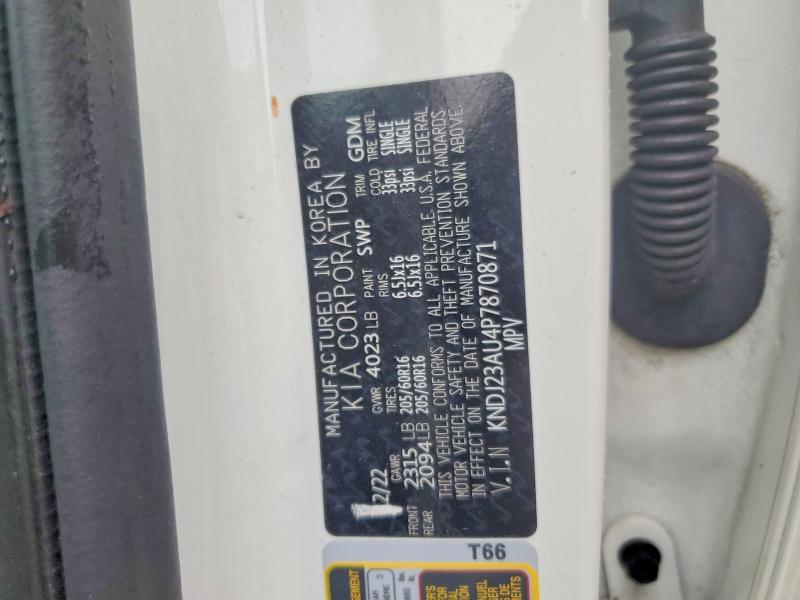 MANUFACTURED IN KOREA BY
KIA CORPORATION
2/22 GVWR 4023 LB PAINT SWP TRIM GDM
GAWR TIRES RIMS COLD TIRE INFL
FRONT 2315 LB 205/60R16 6.5Jx16 33psi SINGLE
REAR 2094 LB 205/60R16 6.5Jx16 33psi SINGLE
THIS VEHICLE CONFORMS TO ALL APPLICABLE U.S.A. FEDERAL
MOTOR VEHICLE SAFETY AND THEFT PREVENTION STANDARDS
IN EFFECT ON THE DATE OF MANUFACTURE SHOWN ABOVE.
V.I.N KNDJ23AU4P7870871
MPV
T66